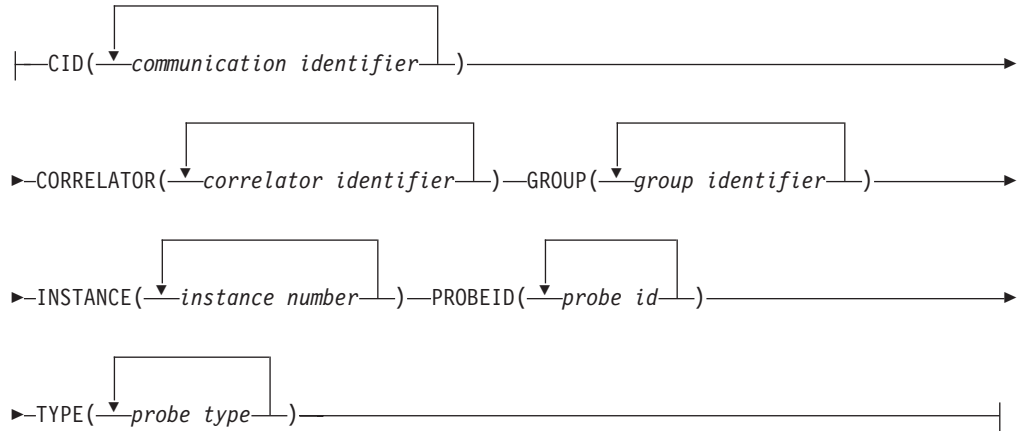 CID( communication identifier )
CORRELATOR( correlator identifier ) GROUP( group identifier )
INSTANCE( instance number ) PROBEID( probe id )
TYPE( probe type )